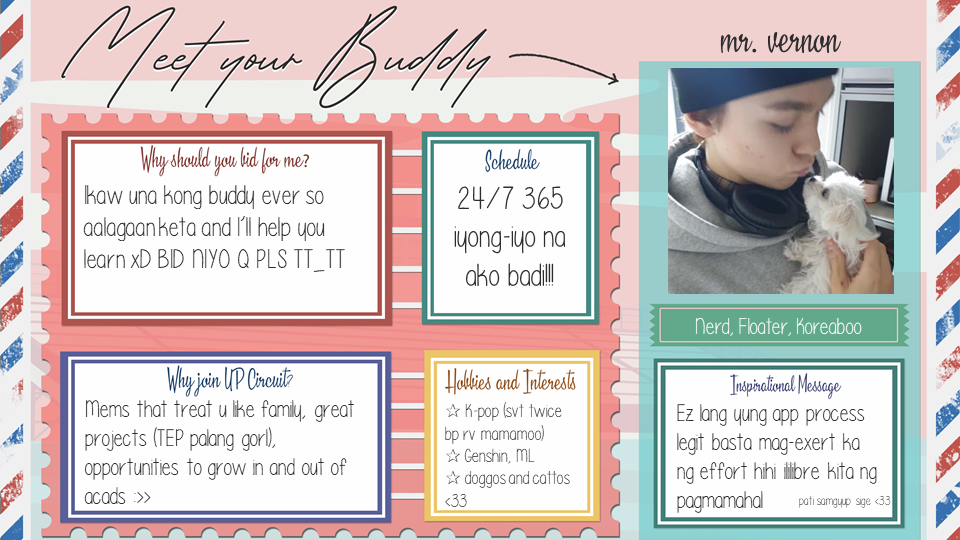 Meet your Buddy
mr. vernon
Why should you bid for me?
Ikaw una kong buddy ever so
aalagaan keta and I'll help you
learn xD BID NIYO Q PLS TT_TT
Schedule
24/7 365
iyong-iyo na
ako badi!!!
Nerd, Floater, Koreaboo
Why join UP Circuit?
Mems that treat u like family, great
projects (TEP palang gorl),
opportunities to grow in and out of
acads :>>
Hobbies and Interests
☆ K-pop (svt twice
bp rv mamamoo)
☆ Genshin, ML
☆ doggos and cattos
<33
Inspirational Message
Ez lang yung app process
legit basta mag-exert ka
ng effort hihi ililibre kita ng
pagmamahal pati samgyup sige <33